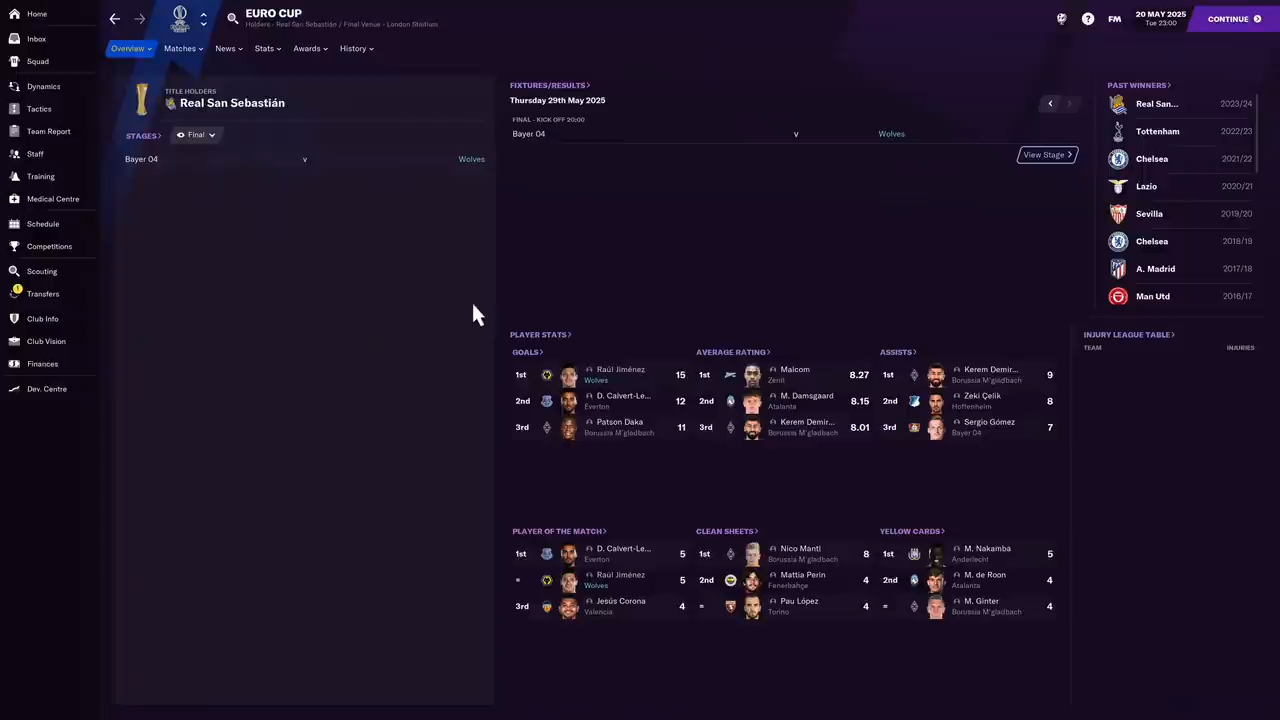 Home
Inbox
Squad
Dynamics
Tactics
Team Report
Staff
Training
Medical Centre
Schedule
Competitions
Scouting
1
Transfers
Club Info
Club Vision
Finances
Dev. Centre
EURO CUP
Holders - Real San Sebastián / Final Venue - London Stadium
FM
20 MAY 2025
Tue 23:00
CONTINUE
Overview Matches News Stats Awards History
TITLE HOLDERS
Real San Sebastián
STAGES Final
Bayer 04 v Wolves
FIXTURES/RESULTS
Thursday 29th May 2025
FINAL - KICK OFF 20:00
Bayer 04 v Wolves
View Stage
PAST WINNERS
Real San... 2023/24
Tottenham 2022/23
Chelsea 2021/22
Lazio 2020/21
Sevilla 2019/20
Chelsea 2018/19
A. Madrid 2017/18
Man Utd 2016/17
PLAYER STATS
GOALS
1st Raúl Jiménez 15
Wolves
2nd D. Calvert-Le... 12
Everton
3rd Patson Daka 11
Borussia M'gladbach
AVERAGE RATING
1st Malcom 8.27
Zenit
2nd M. Damsgaard 8.15
Atalanta
3rd Kerem Demir... 8.01
Borussia M'gladbach
ASSISTS
1st Kerem Demir... 9
Borussia M'gladbach
2nd Zeki Çelik 8
Hoffenheim
3rd Sergio Gómez 7
Bayer 04
INJURY LEAGUE TABLE
TEAM INJURIES
PLAYER OF THE MATCH
1st D. Calvert-Le... 5
Everton
= Raúl Jiménez 5
Wolves
3rd Jesús Corona 4
Valencia
CLEAN SHEETS
1st Nico Mantl 8
Borussia M'gladbach
2nd Mattia Perin 4
Fenerbahçe
= Pau López 4
Torino
YELLOW CARDS
1st M. Nakamba 5
Anderlecht
2nd M. de Roon 4
Atalanta
= M. Ginter 4
Borussia M'gladbach